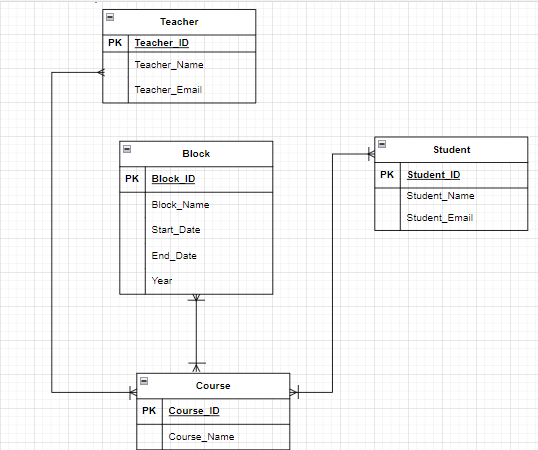 Teacher
PK Teacher_ID
Teacher_Name
Teacher_Email
Block
PK Block_ID
Block_Name
Start_Date
End_Date
Year
Student
PK Student_ID
Student_Name
Student_Email
Course
PK Course_ID
Course_Name